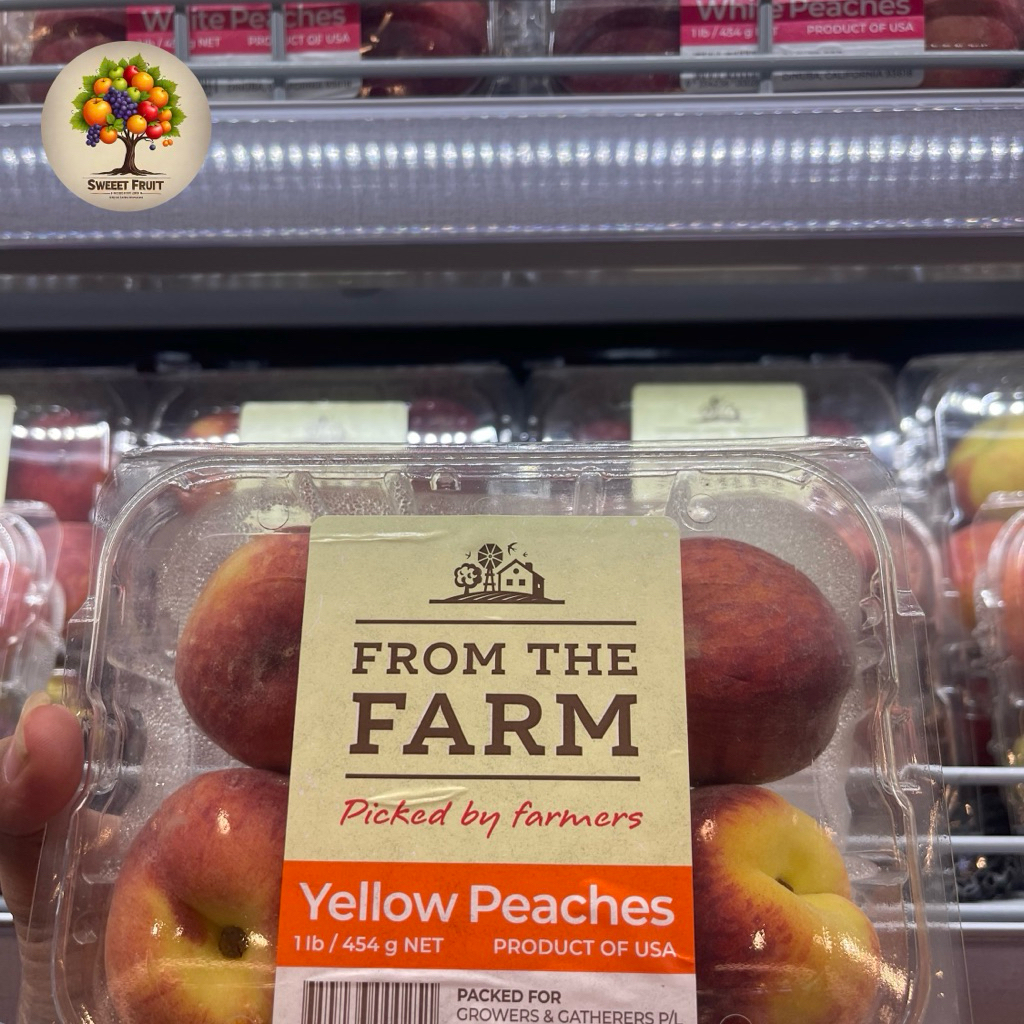 White Peaches
1 lb / 454 g NET PRODUCT OF USA
White Peaches
1 lb / 454 g NET PRODUCT OF USA
SWEEET FRUIT
FROM THE
FARM
Picked by farmers
Yellow Peaches
1 lb / 454 g NET PRODUCT OF USA
PACKED FOR
GROWERS & GATHERERS P/L